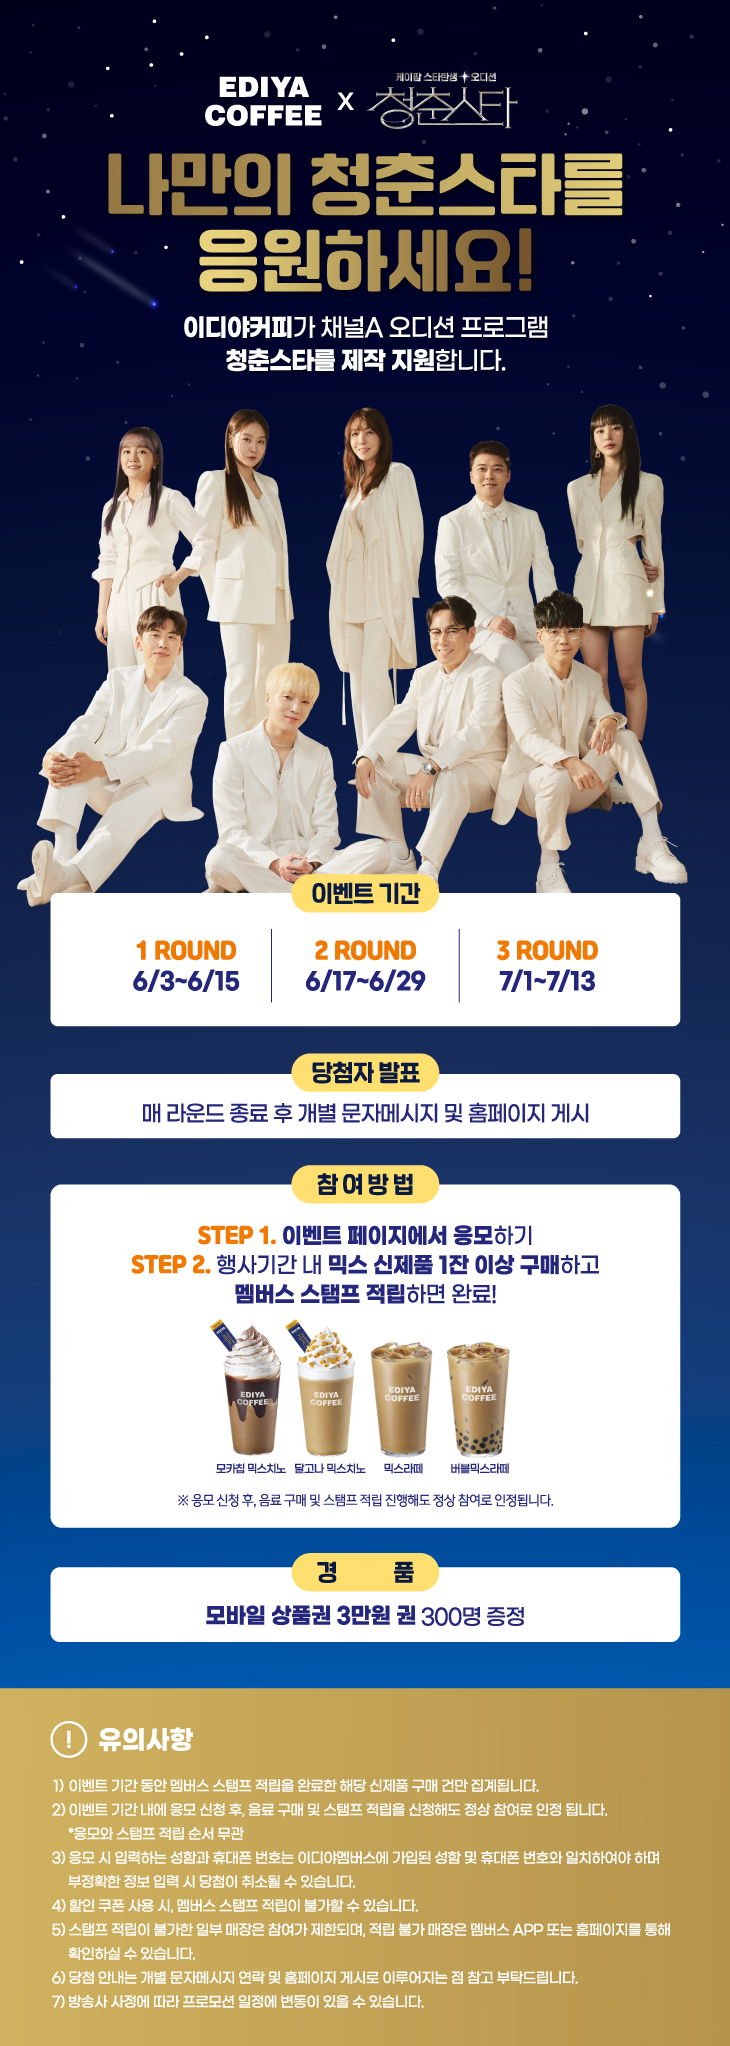 EDIYA
COFFEE
X
케이팝 스타탄생 오디션
청춘스타
나만의 청춘스타를
응원하세요!
이디야커피가 채널A 오디션 프로그램
청춘스타를 제작 지원합니다.
이벤트 기간
1 ROUND
6/3~6/15
2 ROUND
6/17~6/29
3 ROUND
7/1~7/13
당첨자 발표
매 라운드 종료 후 개별 문자메시지 및 홈페이지 게시
참여방법
STEP 1. 이벤트 페이지에서 응모하기
STEP 2. 행사기간 내 믹스 신제품 1잔 이상 구매하고
멤버스 스탬프 적립하면 완료!
EDIYA
COFFEE
EDIYA
COFFEE
EDIYA
COFFEE
EDIYA
COFFEE
모카칩 믹스치노
달고나 믹스치노
믹스라떼
버블믹스라떼
※ 응모 신청 후, 음료 구매 및 스탬프 적립 진행해도 정상 참여로 인정됩니다.
경 품
모바일 상품권 3만원 권 300명 증정
! 유의사항
1) 이벤트 기간 동안 멤버스 스탬프 적립을 완료한 해당 신제품 구매 건만 집계됩니다.
2) 이벤트 기간 내에 응모 신청 후, 음료 구매 및 스탬프 적립을 신청해도 정상 참여로 인정 됩니다.
*응모와 스탬프 적립 순서 무관
3) 응모 시 입력하는 성함과 휴대폰 번호는 이디야멤버스에 가입된 성함 및 휴대폰 번호와 일치하여야 하며
부정확한 정보 입력 시 당첨이 취소될 수 있습니다.
4) 할인 쿠폰 사용 시, 멤버스 스탬프 적립이 불가할 수 있습니다.
5) 스탬프 적립이 불가한 일부 매장은 참여가 제한되며, 적립 불가 매장은 멤버스 APP 또는 홈페이지를 통해
확인하실 수 있습니다.
6) 당첨 안내는 개별 문자메시지 연락 및 홈페이지 게시로 이루어지는 점 참고 부탁드립니다.
7) 방송사 사정에 따라 프로모션 일정에 변동이 있을 수 있습니다.